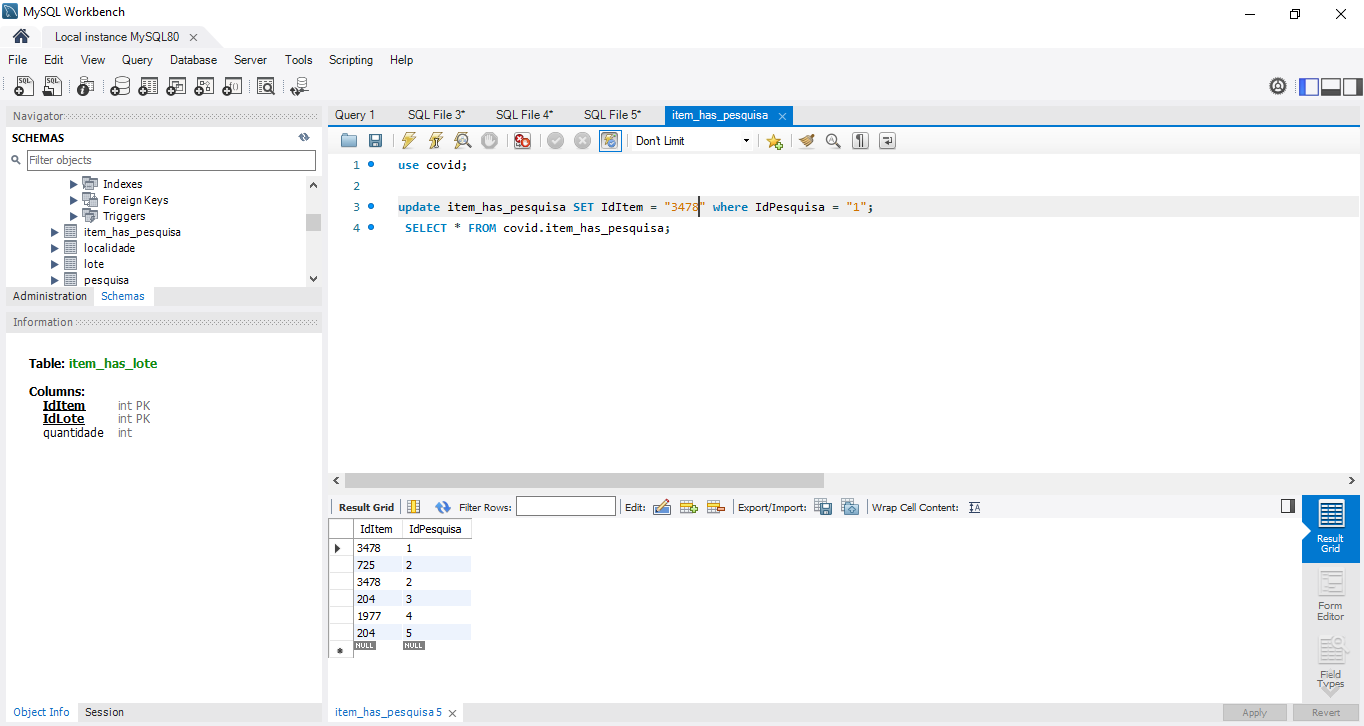 MySQL Workbench
Local instance MySQL80
File Edit View Query Database Server Tools Scripting Help
Navigator
SCHEMAS
Filter objects
Indexes
Foreign Keys
Triggers
item_has_pesquisa
localidade
lote
pesquisa
Administration Schemas
Information
Table: item_has_lote
Columns:
IdItem int PK
IdLote int PK
quantidade int
Object Info Session
Query 1 SQL File 3* SQL File 4* SQL File 5* item_has_pesquisa
Don't Limit
1 use covid;
2
3 update item_has_pesquisa SET IdItem = "3478" where IdPesquisa = "1";
4 SELECT * FROM covid.item_has_pesquisa;
Result Grid Filter Rows: Edit: Export/Import: Wrap Cell Content:
IdItem IdPesquisa
3478 1
725 2
3478 2
204 3
1977 4
204 5
NULL NULL
Result
Grid
Form
Editor
Field
Types
item_has_pesquisa 5
Apply Revert